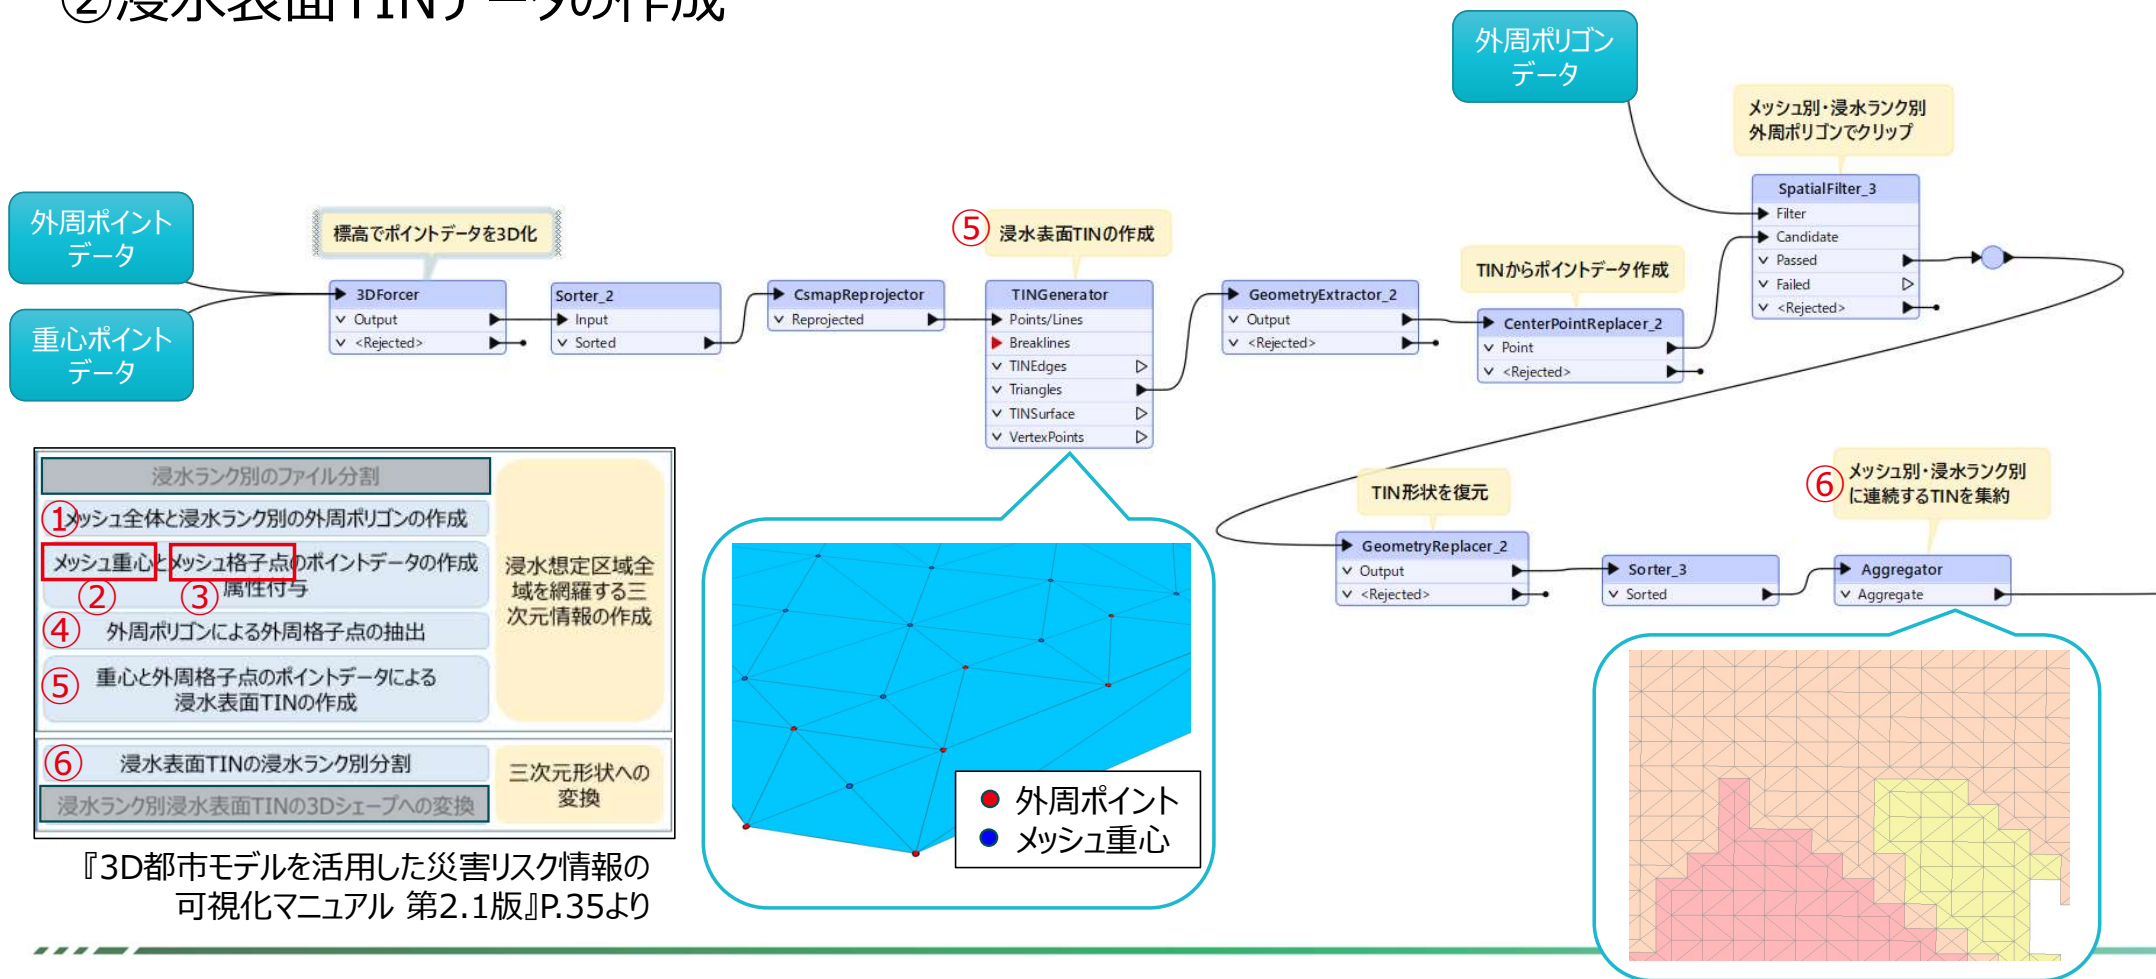 ②浸水表面TINデータの作成
外周ポリゴン
データ
メッシュ別・浸水ランク別
外周ポリゴンでクリップ
SpatialFilter_3
Filter
Candidate
Passed
Failed
<Rejected>
外周ポイント
データ
重心ポイント
データ
標高でポイントデータを3D化
3DForcer
Output
<Rejected>
Sorter_2
Input
Sorted
CsmapReprojector
Reprojected
⑤ 浸水表面TINの作成
TINGenerator
Points/Lines
Breaklines
TINEdges
Triangles
TINSurface
VertexPoints
GeometryExtractor_2
Output
<Rejected>
TINからポイントデータ作成
CenterPointReplacer_2
Point
<Rejected>
TIN形状を復元
GeometryReplacer_2
Output
<Rejected>
Sorter_3
Sorted
⑥ メッシュ別・浸水ランク別
に連続するTINを集約
Aggregator
Aggregate
浸水ランク別のファイル分割
① メッシュ全体と浸水ランク別の外周ポリゴンの作成
メッシュ重心とメッシュ格子点のポイントデータの作成
② ③ 属性付与
④ 外周ポリゴンによる外周格子点の抽出
⑤ 重心と外周格子点のポイントデータによる
浸水表面TINの作成
浸水想定区域全
域を網羅する三
次元情報の作成
⑥ 浸水表面TINの浸水ランク別分割
浸水ランク別浸水表面TINの3Dシェープへの変換
三次元形状への
変換
『3D都市モデルを活用した災害リスク情報の
可視化マニュアル 第2.1版』P.35より
外周ポイント
メッシュ重心